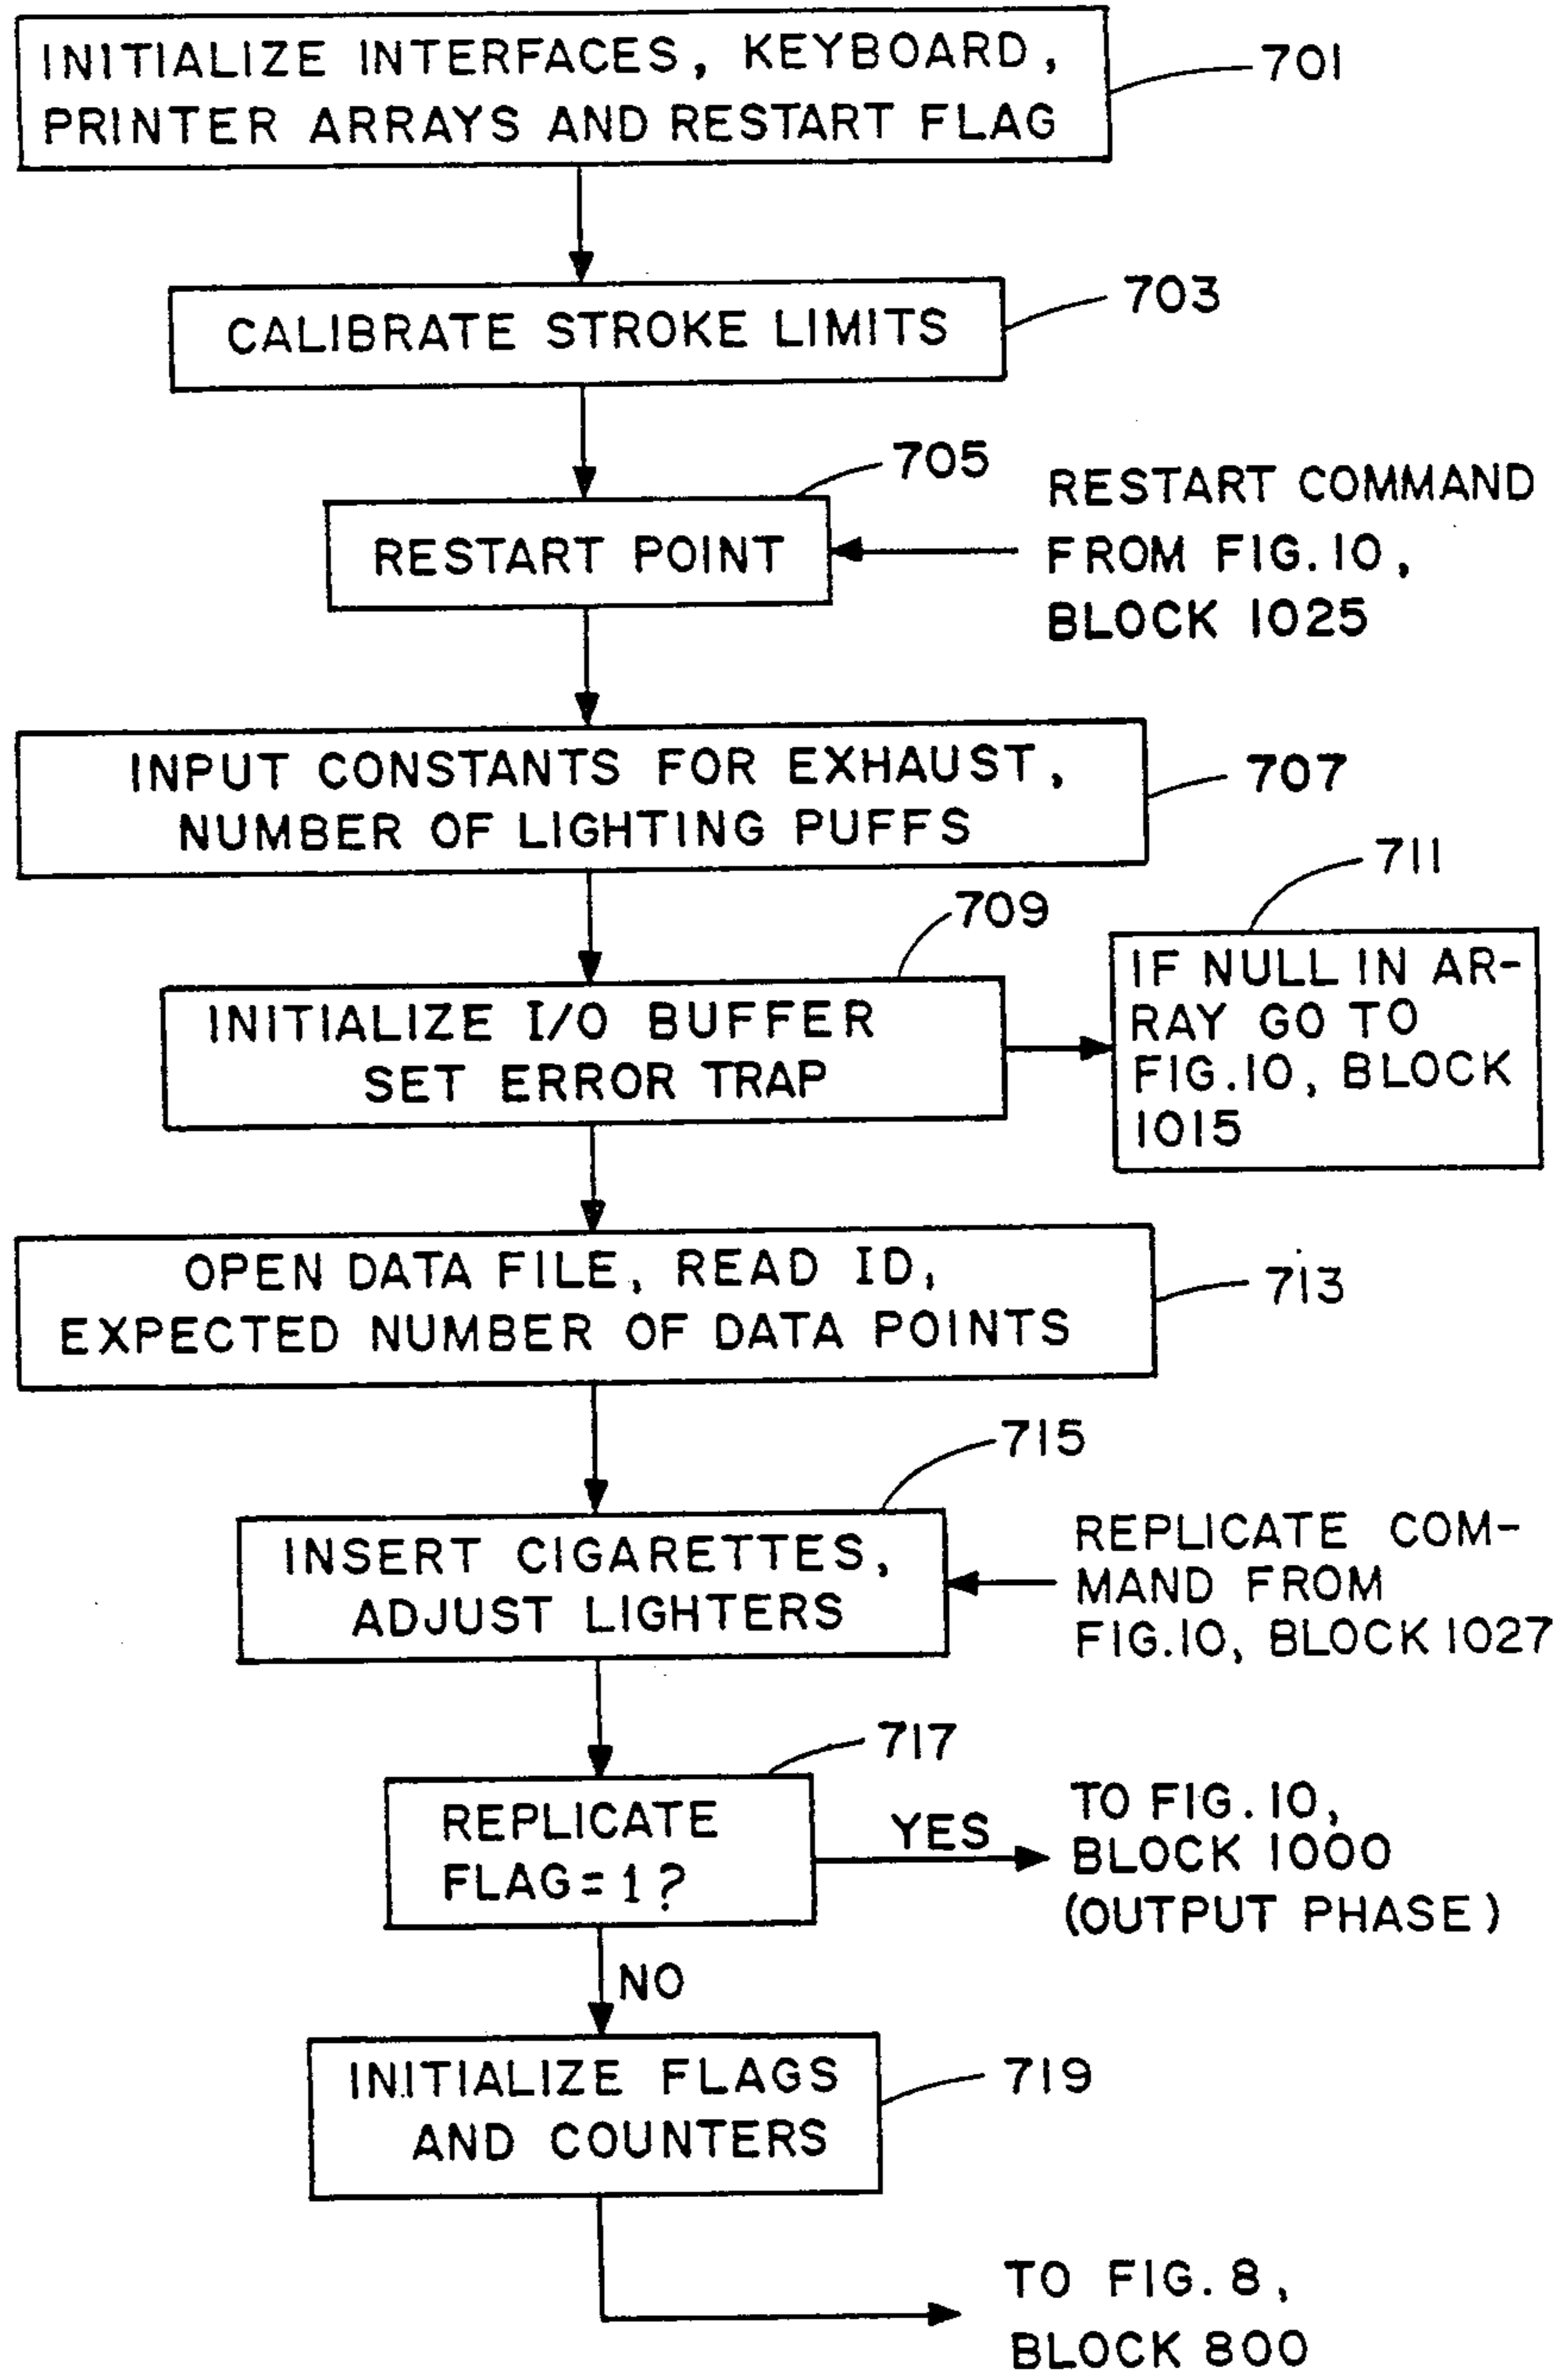 INITIALIZE INTERFACES, KEYBOARD,
PRINTER ARRAYS AND RESTART FLAG
701
CALIBRATE STROKE LIMITS
703
RESTART POINT
705
RESTART COMMAND
FROM FIG.10,
BLOCK 1025
INPUT CONSTANTS FOR EXHAUST,
NUMBER OF LIGHTING PUFFS
707
INITIALIZE I/O BUFFER
SET ERROR TRAP
709
IF NULL IN AR-
RAY GO TO
FIG.10, BLOCK
1015
711
OPEN DATA FILE, READ ID,
EXPECTED NUMBER OF DATA POINTS
713
INSERT CIGARETTES,
ADJUST LIGHTERS
715
REPLICATE COM-
MAND FROM
FIG.10, BLOCK 1027
REPLICATE
FLAG=1?
717
YES
TO FIG.10,
BLOCK 1000
(OUTPUT PHASE)
NO
INITIALIZE FLAGS
AND COUNTERS
719
TO FIG.8,
BLOCK 800